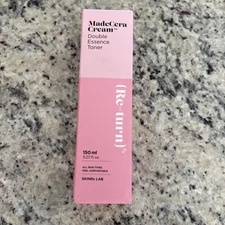 MadeCera
Cream™
Double
Essence
Toner
(Re-turn)
150 ml
5.07 fl.oz
ALL SKIN TYPES
FEEL COMFORTABLE
SKINRx LAB